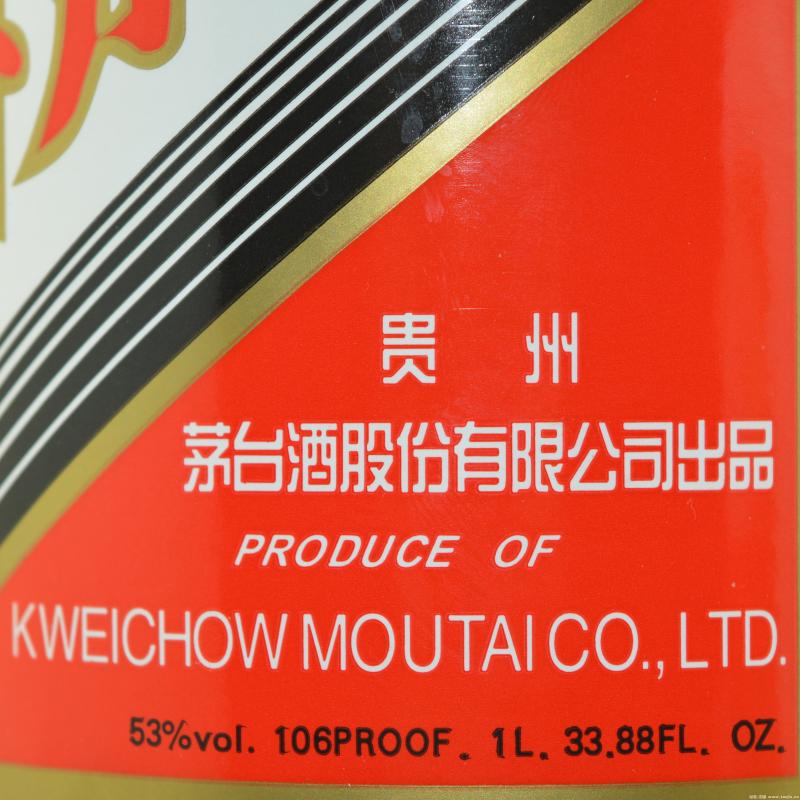 贵 州
茅台酒股份有限公司出品
PRODUCE OF
KWEICHOW MOUTAI CO., LTD.
53%vol. 106PROOF. 1L. 33.88FL. OZ.